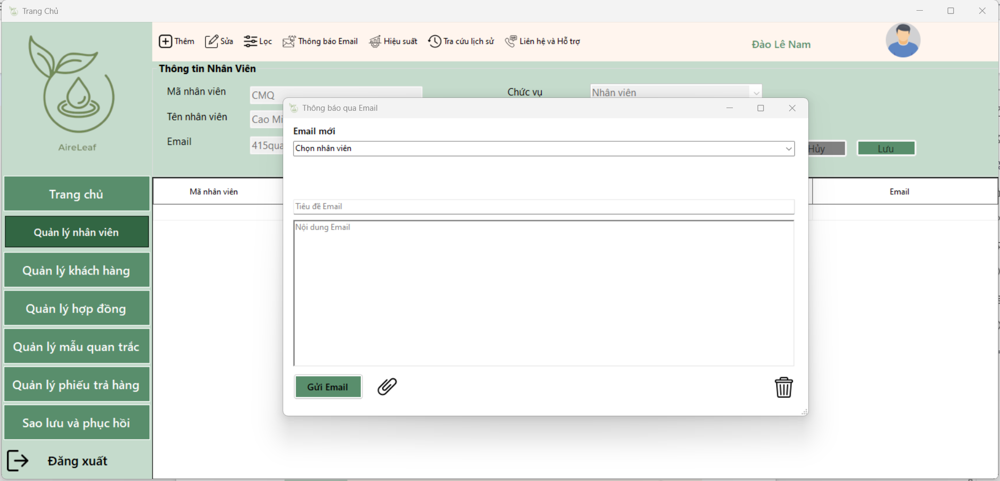 Trang Chủ
AireLeaf
Trang chủ
Quản lý nhân viên
Quản lý khách hàng
Quản lý hợp đồng
Quản lý mẫu quan trắc
Quản lý phiếu trả hàng
Sao lưu và phục hồi
Đăng xuất
Thêm Sửa Lọc Thông báo Email Hiệu suất Tra cứu lịch sử Liên hệ và Hỗ trợ
Đào Lê Nam
Thông tin Nhân Viên
Mã nhân viên CMQ Chức vụ Nhân viên
Tên nhân viên Cao
Email
Hủy Lưu
Mã nhân viên Email
Thông báo qua Email
Email mới
Chọn nhân viên
Tiêu đề Email
Nội dung Email
Gửi Email